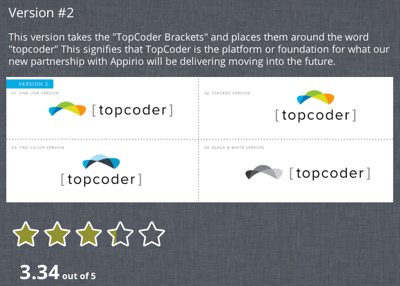 Version #2
This version takes the "TopCoder Brackets" and places them around the word
"topcoder" This signifies that TopCoder is the platform or foundation for what our
new partnership with Appirio will be delivering moving into the future.
VERSION 2
01. ONE LINE VERSION
02. STACKED VERSION
[topcoder]
[topcoder]
03. TWO COLOR VERSION
04. BLACK & WHITE VERSION
[topcoder]
[topcoder]
3.34 out of 5